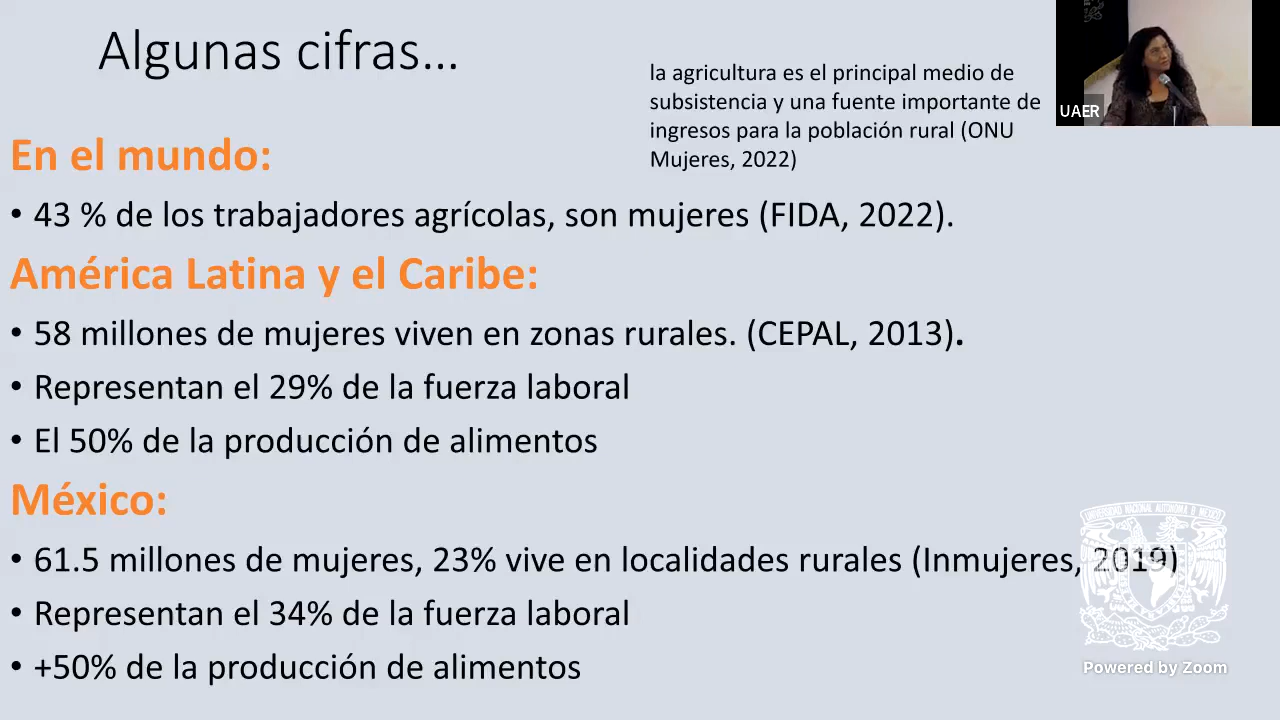 Algunas cifras...
la agricultura es el principal medio de
subsistencia y una fuente importante de
ingresos para la población rural (ONU
Mujeres, 2022)
UAER
En el mundo:
• 43 % de los trabajadores agrícolas, son mujeres (FIDA, 2022).
América Latina y el Caribe:
• 58 millones de mujeres viven en zonas rurales. (CEPAL, 2013).
• Representan el 29% de la fuerza laboral
• El 50% de la producción de alimentos
México:
• 61.5 millones de mujeres, 23% vive en localidades rurales (Inmujeres, 2019)
• Representan el 34% de la fuerza laboral
• +50% de la producción de alimentos
UNIVERSIDAD NACIONAL AUTONOMA
Powered by Zoom